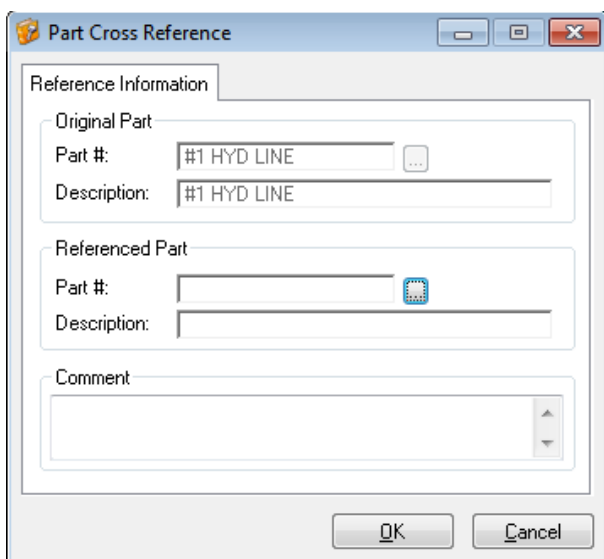 Part Cross Reference
Reference Information
Original Part
Part #: #1 HYD LINE ...
Description: #1 HYD LINE
Referenced Part
Part #: ...
Description:
Comment
OK Cancel